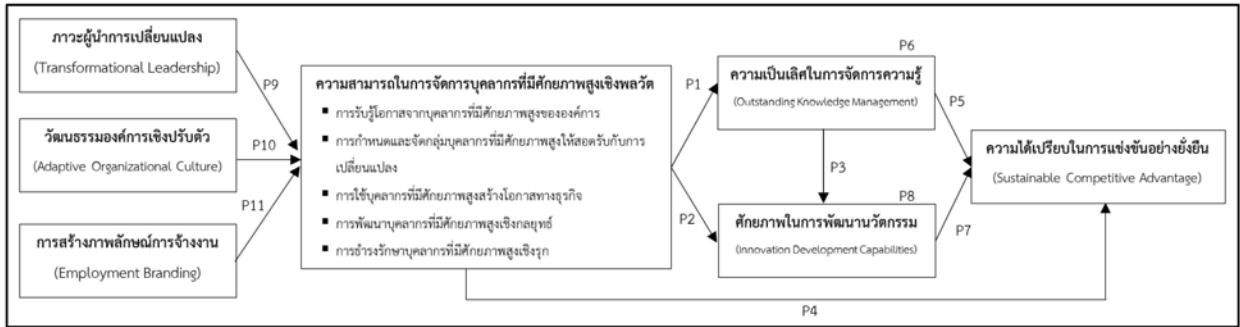 ภาวะผู้นำการเปลี่ยนแปลง
(Transformational Leadership)
P9
วัฒนธรรมองค์การเชิงปรับตัว
(Adaptive Organizational Culture)
P10
การสร้างภาพลักษณ์การจ้างงาน
(Employment Branding)
P11
ความสามารถในการจัดการบุคลากรที่มีศักยภาพสูงเชิงพลวัต
▪ การรับรู้โอกาสจากบุคลากรที่มีศักยภาพสูงขององค์การ
▪ การกำหนดและจัดกลุ่มบุคลากรที่มีศักยภาพสูงให้สอดรับกับการ
เปลี่ยนแปลง
▪ การใช้บุคลากรที่มีศักยภาพสูงสร้างโอกาสทางธุรกิจ
▪ การพัฒนาบุคลากรที่มีศักยภาพสูงเชิงกลยุทธ์
▪ การธำรงรักษาบุคลากรที่มีศักยภาพสูงเชิงรุก
P1
P2
P6
ความเป็นเลิศในการจัดการความรู้
(Outstanding Knowledge Management)
P3
P8
ศักยภาพในการพัฒนานวัตกรรม
(Innovation Development Capabilities)
P5
P7
ความได้เปรียบในการแข่งขันอย่างยั่งยืน
(Sustainable Competitive Advantage)
P4